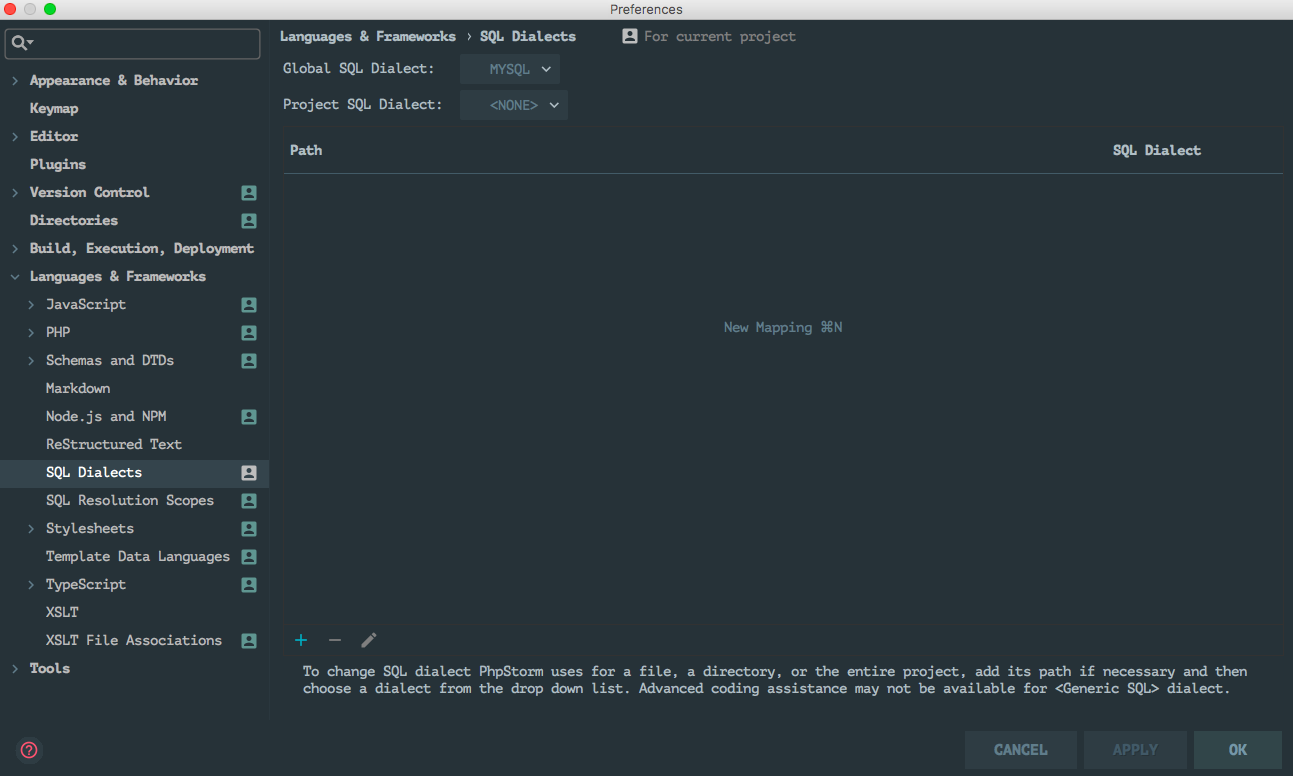 Preferences
Languages & Frameworks › SQL Dialects For current project
Global SQL Dialect: MYSQL
Project SQL Dialect: <NONE>
Appearance & Behavior
Keymap
Editor
Plugins
Version Control
Directories
Build, Execution, Deployment
Languages & Frameworks
JavaScript
PHP
Schemas and DTDs
Markdown
Node.js and NPM
ReStructured Text
SQL Dialects
SQL Resolution Scopes
Stylesheets
Template Data Languages
TypeScript
XSLT
XSLT File Associations
Tools
Path SQL Dialect
New Mapping ⌘N
To change SQL dialect PhpStorm uses for a file, a directory, or the entire project, add its path if necessary and then
choose a dialect from the drop down list. Advanced coding assistance may not be available for <Generic SQL> dialect.
?
CANCEL APPLY OK